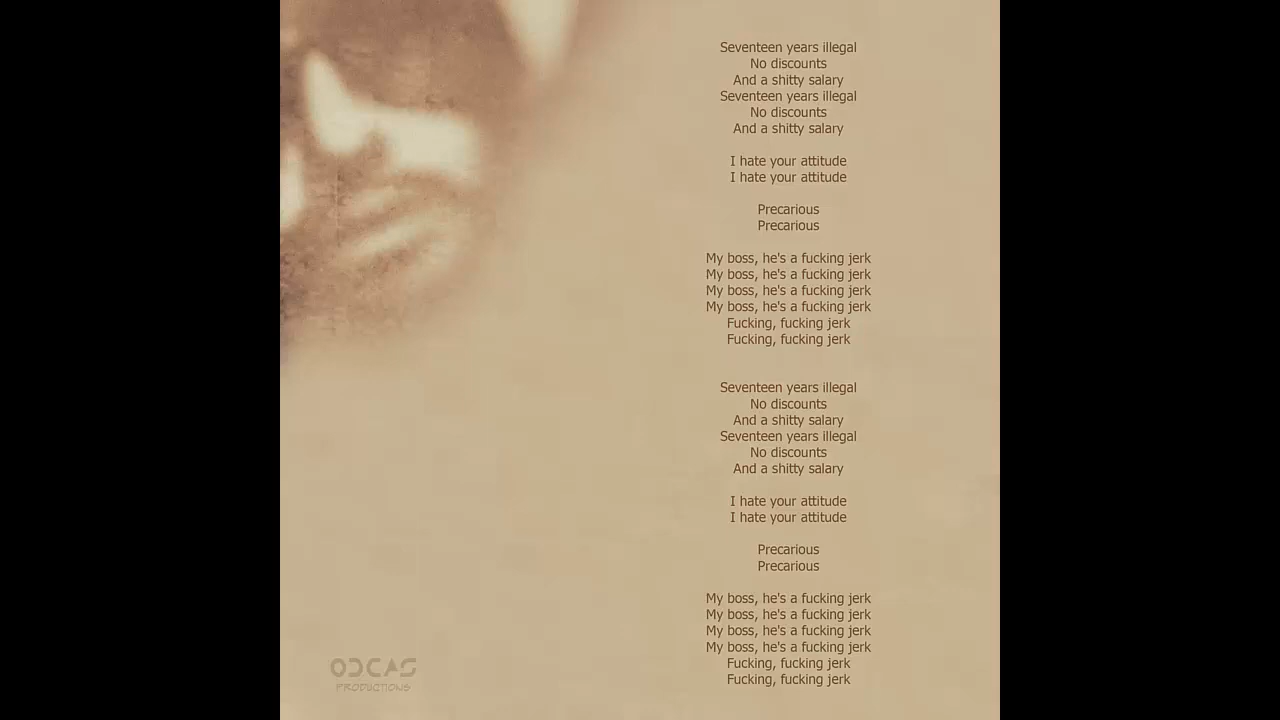 Seventeen years illegal
No discounts
And a shitty salary
Seventeen years illegal
No discounts
And a shitty salary
I hate your attitude
I hate your attitude
Precarious
Precarious
My boss, he's a fucking jerk
My boss, he's a fucking jerk
My boss, he's a fucking jerk
My boss, he's a fucking jerk
Fucking, fucking jerk
Fucking, fucking jerk
Seventeen years illegal
No discounts
And a shitty salary
Seventeen years illegal
No discounts
And a shitty salary
I hate your attitude
I hate your attitude
Precarious
Precarious
My boss, he's a fucking jerk
My boss, he's a fucking jerk
My boss, he's a fucking jerk
My boss, he's a fucking jerk
Fucking, fucking jerk
Fucking, fucking jerk
ODCAS
PRODUCTIONS